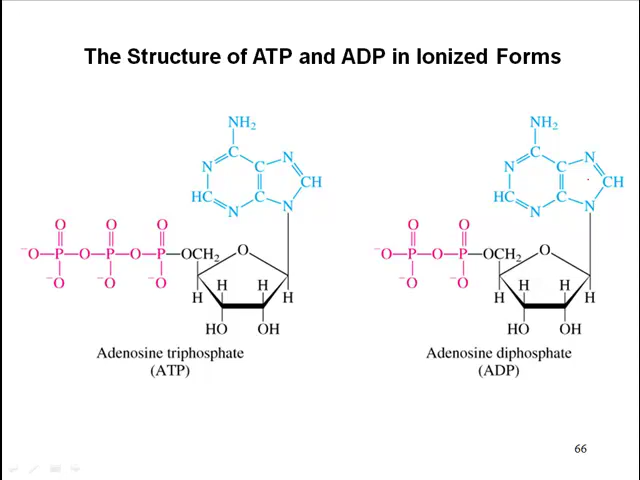 The Structure of ATP and ADP in Ionized Forms
NH₂
N
C
C
N
CH
HC
N
C
N
O
O
O
⁻O—P—O—P—O—P—OCH₂
O
⁻O
⁻O
⁻O
H
H
H
H
HO
OH
Adenosine triphosphate
(ATP)
NH₂
N
C
C
N
CH
HC
N
C
N
O
O
⁻O—P—O—P—OCH₂
O
⁻O
⁻O
H
H
H
H
HO
OH
Adenosine diphosphate
(ADP)
66